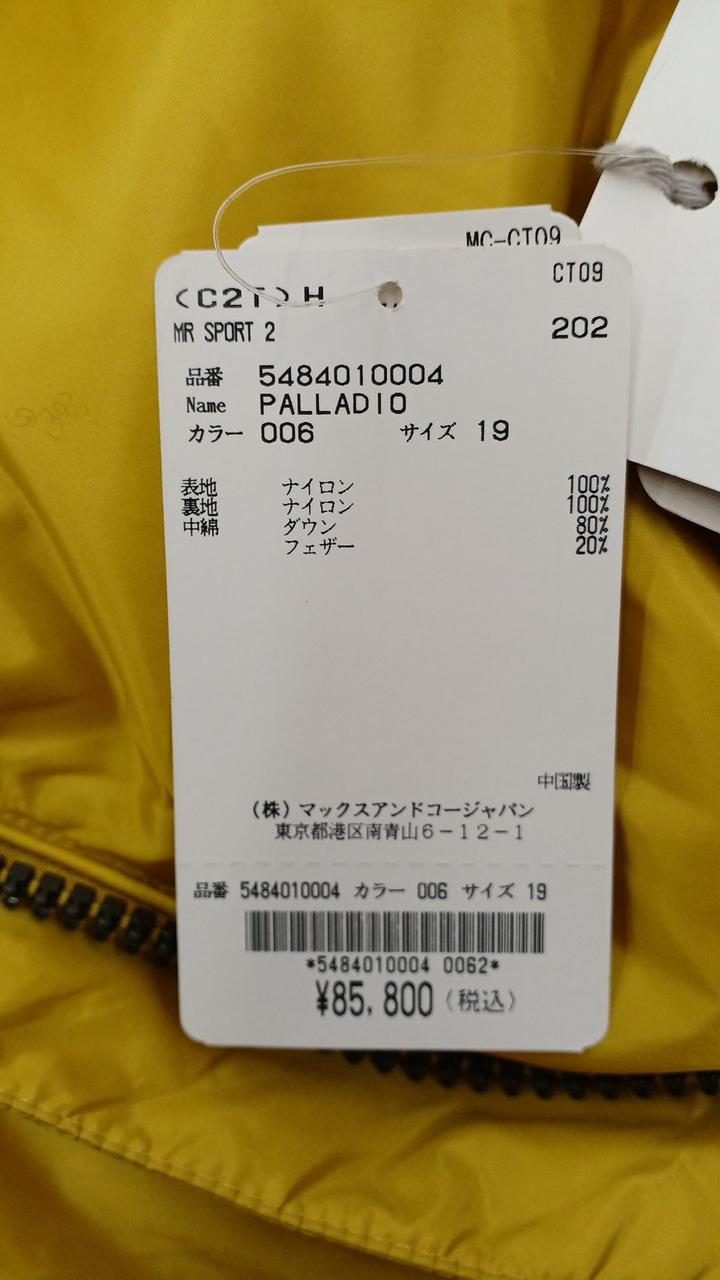 MC-CT09
CT09
(C2T) H
MR SPORT 2 202
品番 5484010004
Name PALLADIO
カラー 006 サイズ 19
表地 ナイロン 100%
裏地 ナイロン 100%
中綿 ダウン 80%
フェザー 20%
中国製
(株)マックスアンドコージャパン
東京都港区南青山6-12-1
品番 5484010004 カラー 006 サイズ 19
*5484010004 0062*
¥85,800(税込)